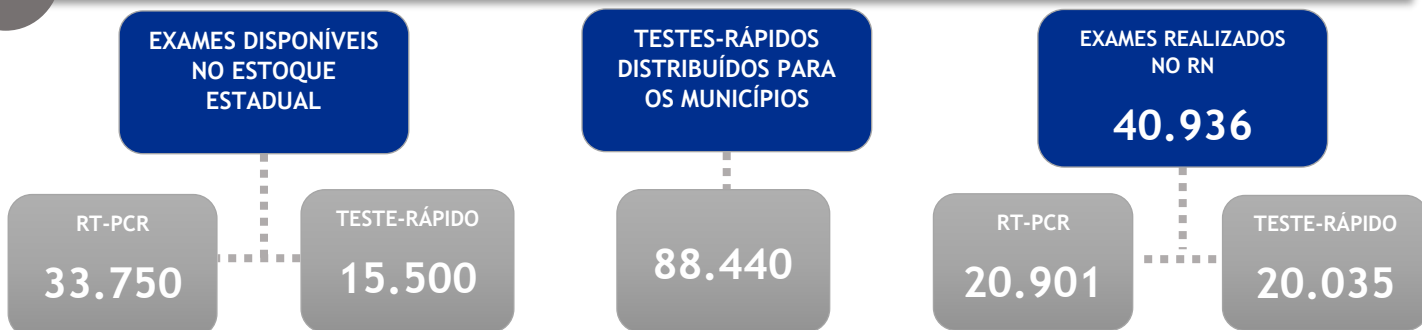 EXAMES DISPONÍVEIS
NO ESTOQUE
ESTADUAL
RT-PCR
33.750
TESTE-RÁPIDO
15.500
TESTES-RÁPIDOS
DISTRIBUÍDOS PARA
OS MUNICÍPIOS
88.440
EXAMES REALIZADOS
NO RN
40.936
RT-PCR
20.901
TESTE-RÁPIDO
20.035